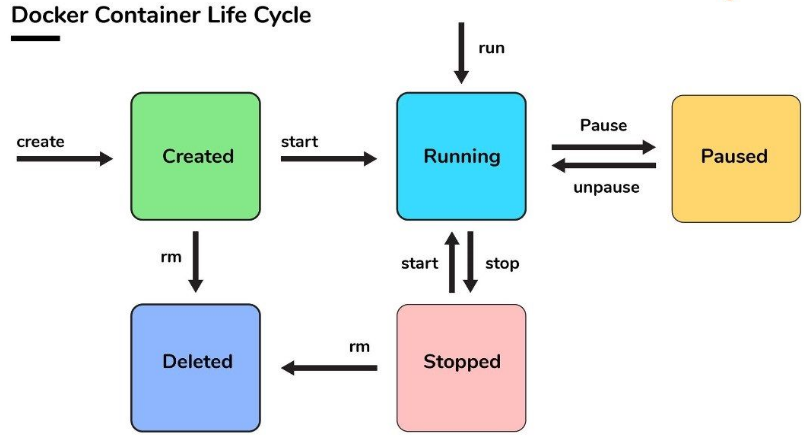 Docker Container Life Cycle
run
create
Created
start
Running
Pause
unpause
Paused
rm
start
stop
Deleted
rm
Stopped